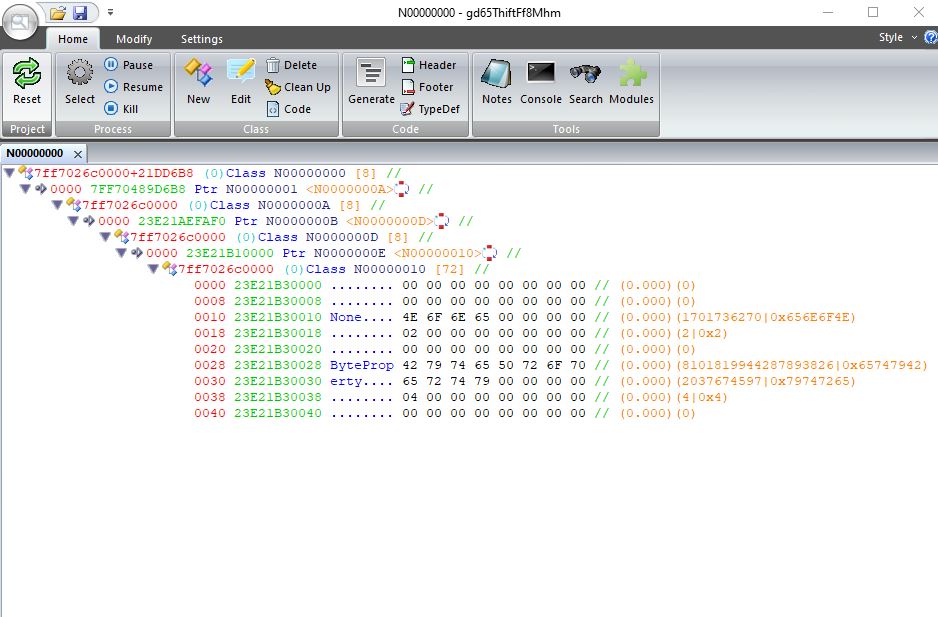 N00000000 - gd65ThiftFf8Mhm
Home Modify Settings Style
Reset
Select
Pause
Resume
Kill
New
Edit
Delete
Clean Up
Code
Generate
Header
Footer
TypeDef
Notes Console Search Modules
Project Process Class Code Tools
N00000000 x
7ff7026c0000+21DD6B8 (0)Class N00000000 [8] //
0000 7FF70489D6B8 Ptr N00000001 <N0000000A> //
7ff7026c0000 (0)Class N0000000A [8] //
0000 23E21AEFAF0 Ptr N0000000B <N0000000D> //
7ff7026c0000 (0)Class N0000000D [8] //
0000 23E21B10000 Ptr N0000000E <N00000010> //
7ff7026c0000 (0)Class N00000010 [72] //
0000 23E21B30000 ........ 00 00 00 00 00 00 00 00 // (0.000)(0)
0008 23E21B30008 ........ 00 00 00 00 00 00 00 00 // (0.000)(0)
0010 23E21B30010 None.... 4E 6F 6E 65 00 00 00 00 // (0.000)(1701736270|0x656E6F4E)
0018 23E21B30018 ........ 02 00 00 00 00 00 00 00 // (0.000)(2|0x2)
0020 23E21B30020 ........ 00 00 00 00 00 00 00 00 // (0.000)(0)
0028 23E21B30028 ByteProp 42 79 74 65 50 72 6F 70 // (0.000)(8101819944287893826|0x65747942)
0030 23E21B30030 erty.... 65 72 74 79 00 00 00 00 // (0.000)(2037674597|0x79747265)
0038 23E21B30038 ........ 04 00 00 00 00 00 00 00 // (0.000)(4|0x4)
0040 23E21B30040 ........ 00 00 00 00 00 00 00 00 // (0.000)(0)